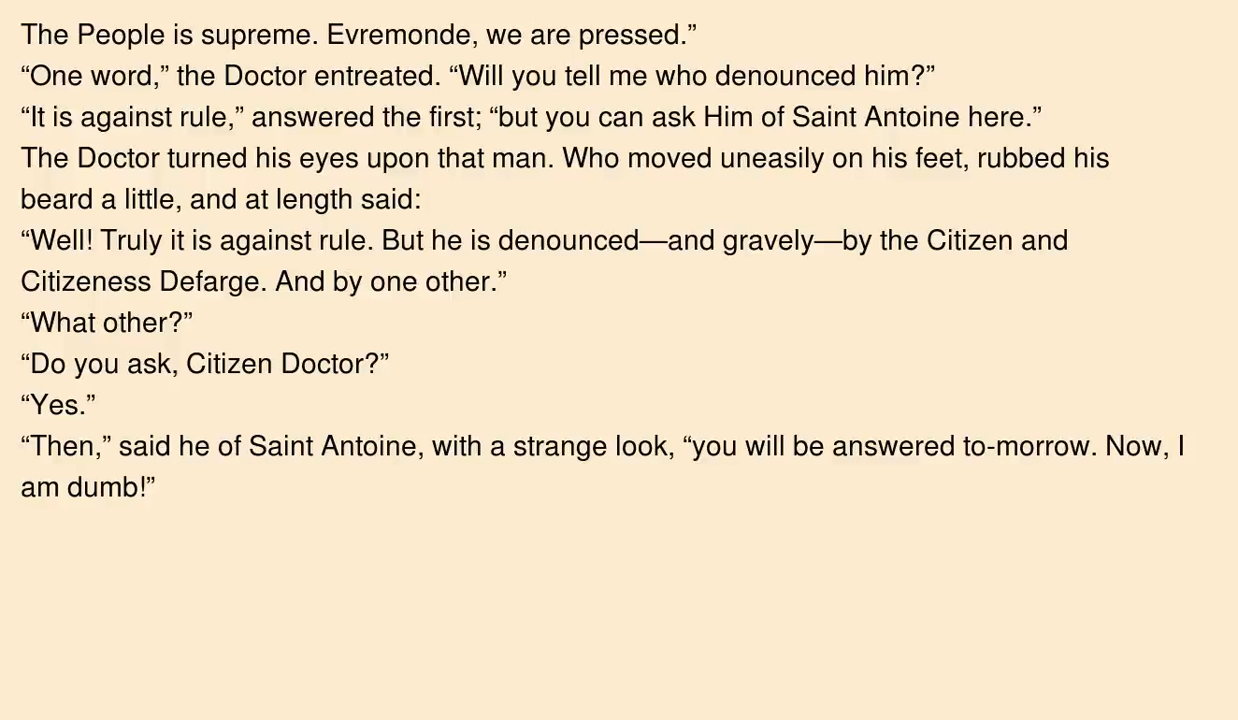 The People is supreme. Evremonde, we are pressed.”
“One word,” the Doctor entreated. “Will you tell me who denounced him?”
“It is against rule,” answered the first; “but you can ask Him of Saint Antoine here.”
The Doctor turned his eyes upon that man. Who moved uneasily on his feet, rubbed his
beard a little, and at length said:
“Well! Truly it is against rule. But he is denounced—and gravely—by the Citizen and
Citizeness Defarge. And by one other.”
“What other?”
“Do you ask, Citizen Doctor?”
“Yes.”
“Then,” said he of Saint Antoine, with a strange look, “you will be answered to-morrow. Now, I
am dumb!”